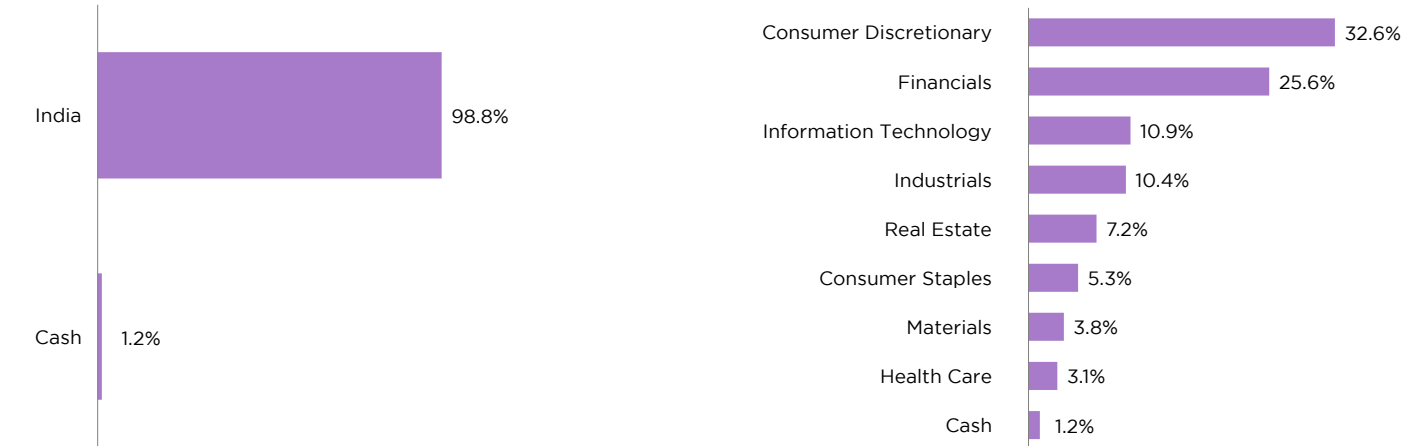 India 98.8%
Cash 1.2%
Consumer Discretionary 32.6%
Financials 25.6%
Information Technology 10.9%
Industrials 10.4%
Real Estate 7.2%
Consumer Staples 5.3%
Materials 3.8%
Health Care 3.1%
Cash 1.2%